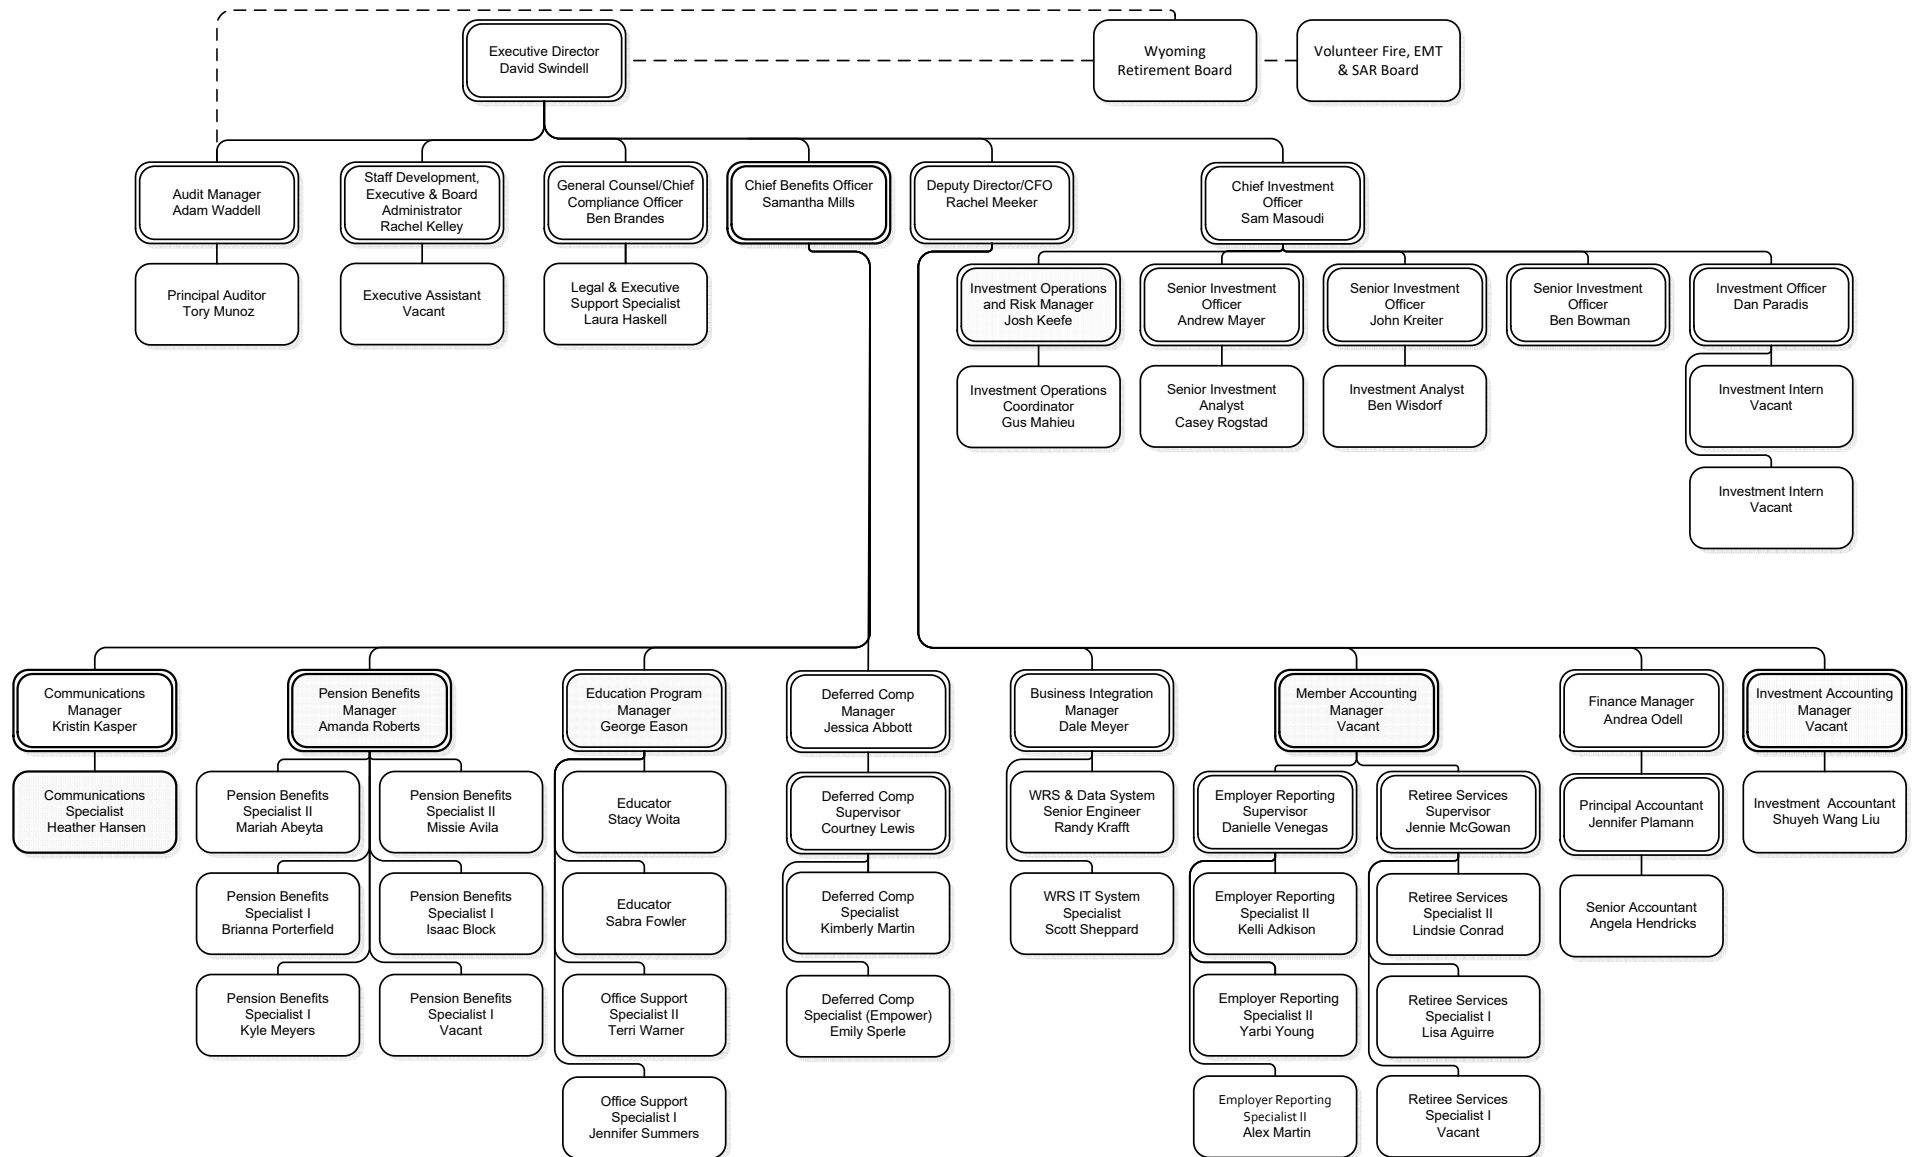 Executive Director
David Swindell
Wyoming
Retirement Board
Volunteer Fire, EMT
& SAR Board
Audit Manager
Adam Waddell
Staff Development,
Executive & Board
Administrator
Rachel Kelley
General Counsel/Chief
Compliance Officer
Ben Brandes
Chief Benefits Officer
Samantha Mills
Deputy Director/CFO
Rachel Meeker
Chief Investment
Officer
Sam Masoudi
Principal Auditor
Tory Munoz
Executive Assistant
Vacant
Legal & Executive
Support Specialist
Laura Haskell
Investment Operations
and Risk Manager
Josh Keefe
Senior Investment
Officer
Andrew Mayer
Senior Investment
Officer
John Kreiter
Senior Investment
Officer
Ben Bowman
Investment Officer
Dan Paradis
Investment Operations
Coordinator
Gus Mahieu
Senior Investment
Analyst
Casey Rogstad
Investment Analyst
Ben Wisdorf
Investment Intern
Vacant
Investment Intern
Vacant
Communications
Manager
Kristin Kasper
Pension Benefits
Manager
Amanda Roberts
Education Program
Manager
George Eason
Deferred Comp
Manager
Jessica Abbott
Business Integration
Manager
Dale Meyer
Member Accounting
Manager
Vacant
Finance Manager
Andrea Odell
Investment Accounting
Manager
Vacant
Communications
Specialist
Heather Hansen
Pension Benefits
Specialist II
Mariah Abeyta
Pension Benefits
Specialist II
Missie Avila
Educator
Stacy Woita
Deferred Comp
Supervisor
Courtney Lewis
WRS & Data System
Senior Engineer
Randy Krafft
Employer Reporting
Supervisor
Danielle Venegas
Retiree Services
Supervisor
Jennie McGowan
Principal Accountant
Jennifer Plamann
Investment  Accountant
Shuyeh Wang Liu
Pension Benefits
Specialist I
Brianna Porterfield
Pension Benefits
Specialist I
Isaac Block
Educator
Sabra Fowler
Deferred Comp
Specialist
Kimberly Martin
WRS IT System
Specialist
Scott Sheppard
Employer Reporting
Specialist II
Kelli Adkison
Retiree Services
Specialist II
Lindsie Conrad
Senior Accountant
Angela Hendricks
Pension Benefits
Specialist I
Kyle Meyers
Pension Benefits
Specialist I
Vacant
Office Support
Specialist II
Terri Warner
Deferred Comp
Specialist (Empower)
Emily Sperle
Employer Reporting
Specialist II
Yarbi Young
Retiree Services
Specialist I
Lisa Aguirre
Office Support
Specialist I
Jennifer Summers
Employer Reporting
Specialist II
Alex Martin
Retiree Services
Specialist I
Vacant